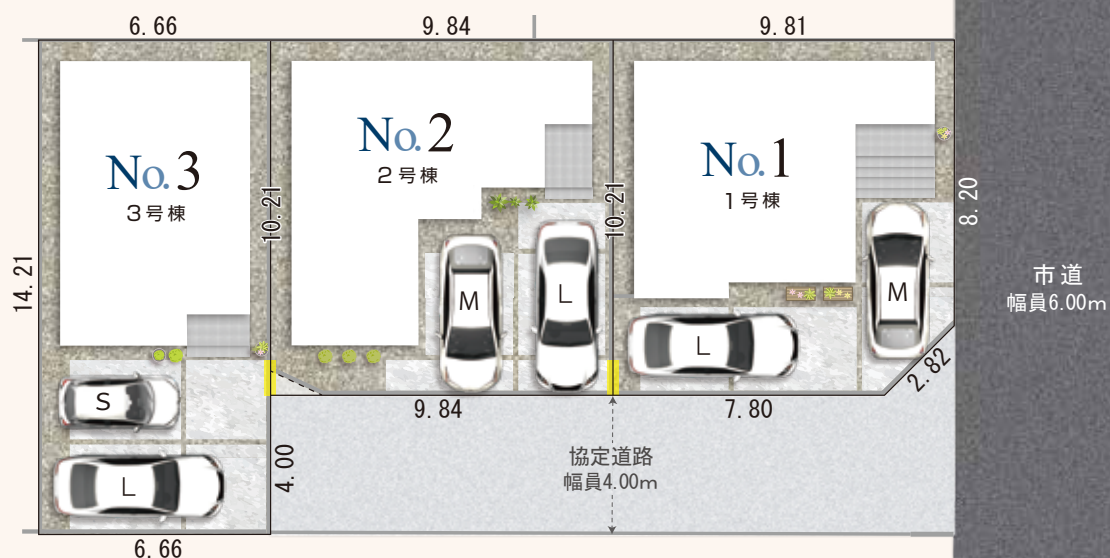 6.66
9.84
9.81
No.3
3号棟
No.2
2号棟
No.1
1号棟
10.21
10.21
8.20
14.21
市道
幅員6.00m
M
L
M
L
S
L
2.82
9.84
7.80
4.00
協定道路
幅員4.00m
6.66